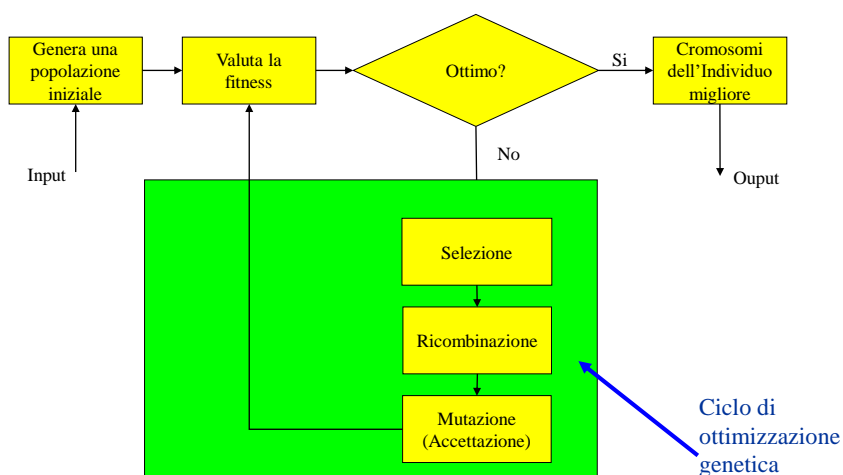 Genera una
popolazione
iniziale
Valuta la
fitness
Ottimo?
Si
Cromosomi
dell'Individuo
migliore
Input
No
Ouput
Selezione
Ricombinazione
Mutazione
(Accettazione)
Ciclo di
ottimizzazione
genetica